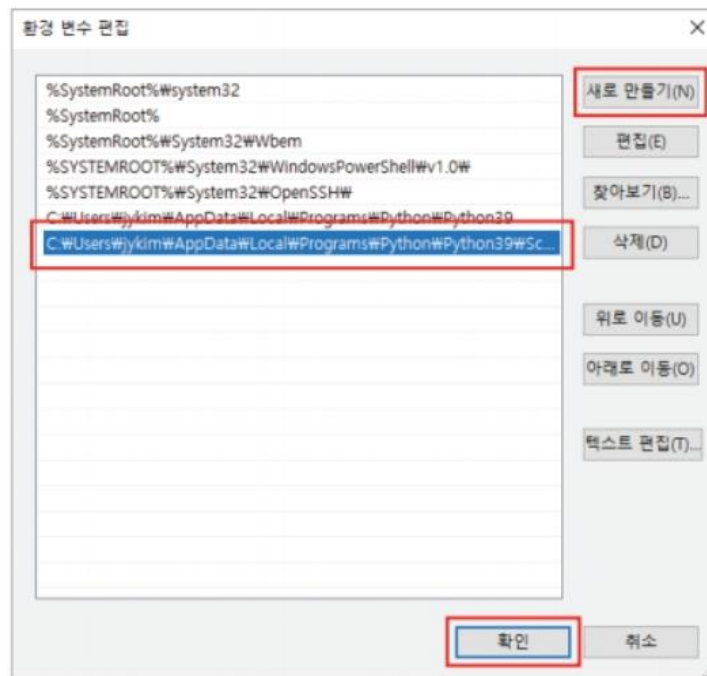 환경 변수 편집
%SystemRoot%₩system32
%SystemRoot%
%SystemRoot%₩System32₩Wbem
%SYSTEMROOT%₩System32₩WindowsPowerShell₩v1.0₩
%SYSTEMROOT%₩System32₩OpenSSH₩
C:₩Users₩jykim₩AppData₩Local₩Programs₩Python₩Python39
C:₩Users₩jykim₩AppData₩Local₩Programs₩Python₩Python39₩Sc...
새로 만들기(N)
편집(E)
찾아보기(B)...
삭제(D)
위로 이동(U)
아래로 이동(O)
텍스트 편집(T)...
확인
취소